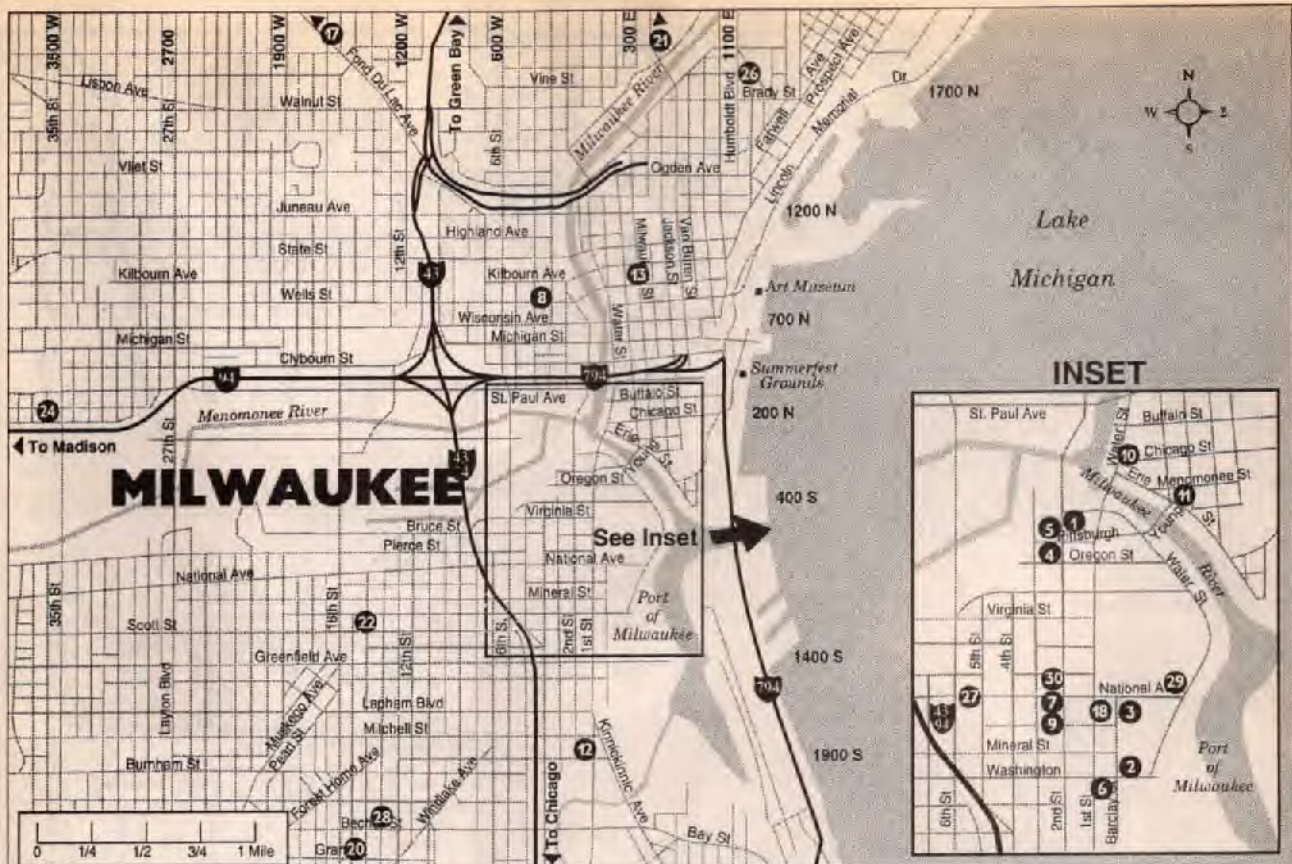 3500 W
2700
1900 W
17
1200 W
To Green Bay
600 W
300 E
21
1100 E
26
Lisbon Ave
Fond Du Lac Ave
Walnut St
Vine St
Milwaukee River
Humboldt Blvd
Brady St
Farwell Ave
Prospect Ave
Lincoln Memorial Dr
1700 N
N
W
E
S
35th St
27th St
6th St
Vliet St
Ogden Ave
Juneau Ave
1200 N
Highland Ave
State St
12th St
Kilbourn Ave
43
Kilbourn Ave
13
Jackson St
Van Buren St
Wells St
8
Art Museum
Wisconsin Ave
700 N
Michigan St
Michigan St
Water St
Clybourn St
94
794
Summerfest
Grounds
24
Menomonee River
St. Paul Ave
Buffalo St
Chicago St
200 N
To Madison
27th St
Erie St
Young St
Oregon St
MILWAUKEE
Virginia St
400 S
Bruce St
Pierce St
See Inset
National Ave
National Ave
Mineral St
Port
of
Milwaukee
35th St
16th St
Scott St
22
6th St.
2nd St
1st St
Greenfield Ave
12th St
1400 S
Layton Blvd
Muskego Ave
Pearl St
Lapham Blvd
Mitchell St
794
Burnham St
12
Kinnickinnic Ave
1900 S
Forest Home Ave
Windlake Ave
28
To Chicago
Bay St
20
0
1/4
1/2
3/4
1 Mile
Lake
Michigan
INSET
St. Paul Ave
Water St
Buffalo St
10
Chicago St
Erie St
Menomonee St
11
Milwaukee River
Young St
5
1
Pittsburgh
4
Oregon St
Water St
Virginia St
5th St
4th St
30
29
27
7
National Ave
43
94
18
3
9
Mineral St
Washington
2
6
Port
of
Milwaukee
6th St
2nd St
1st St
Barclay